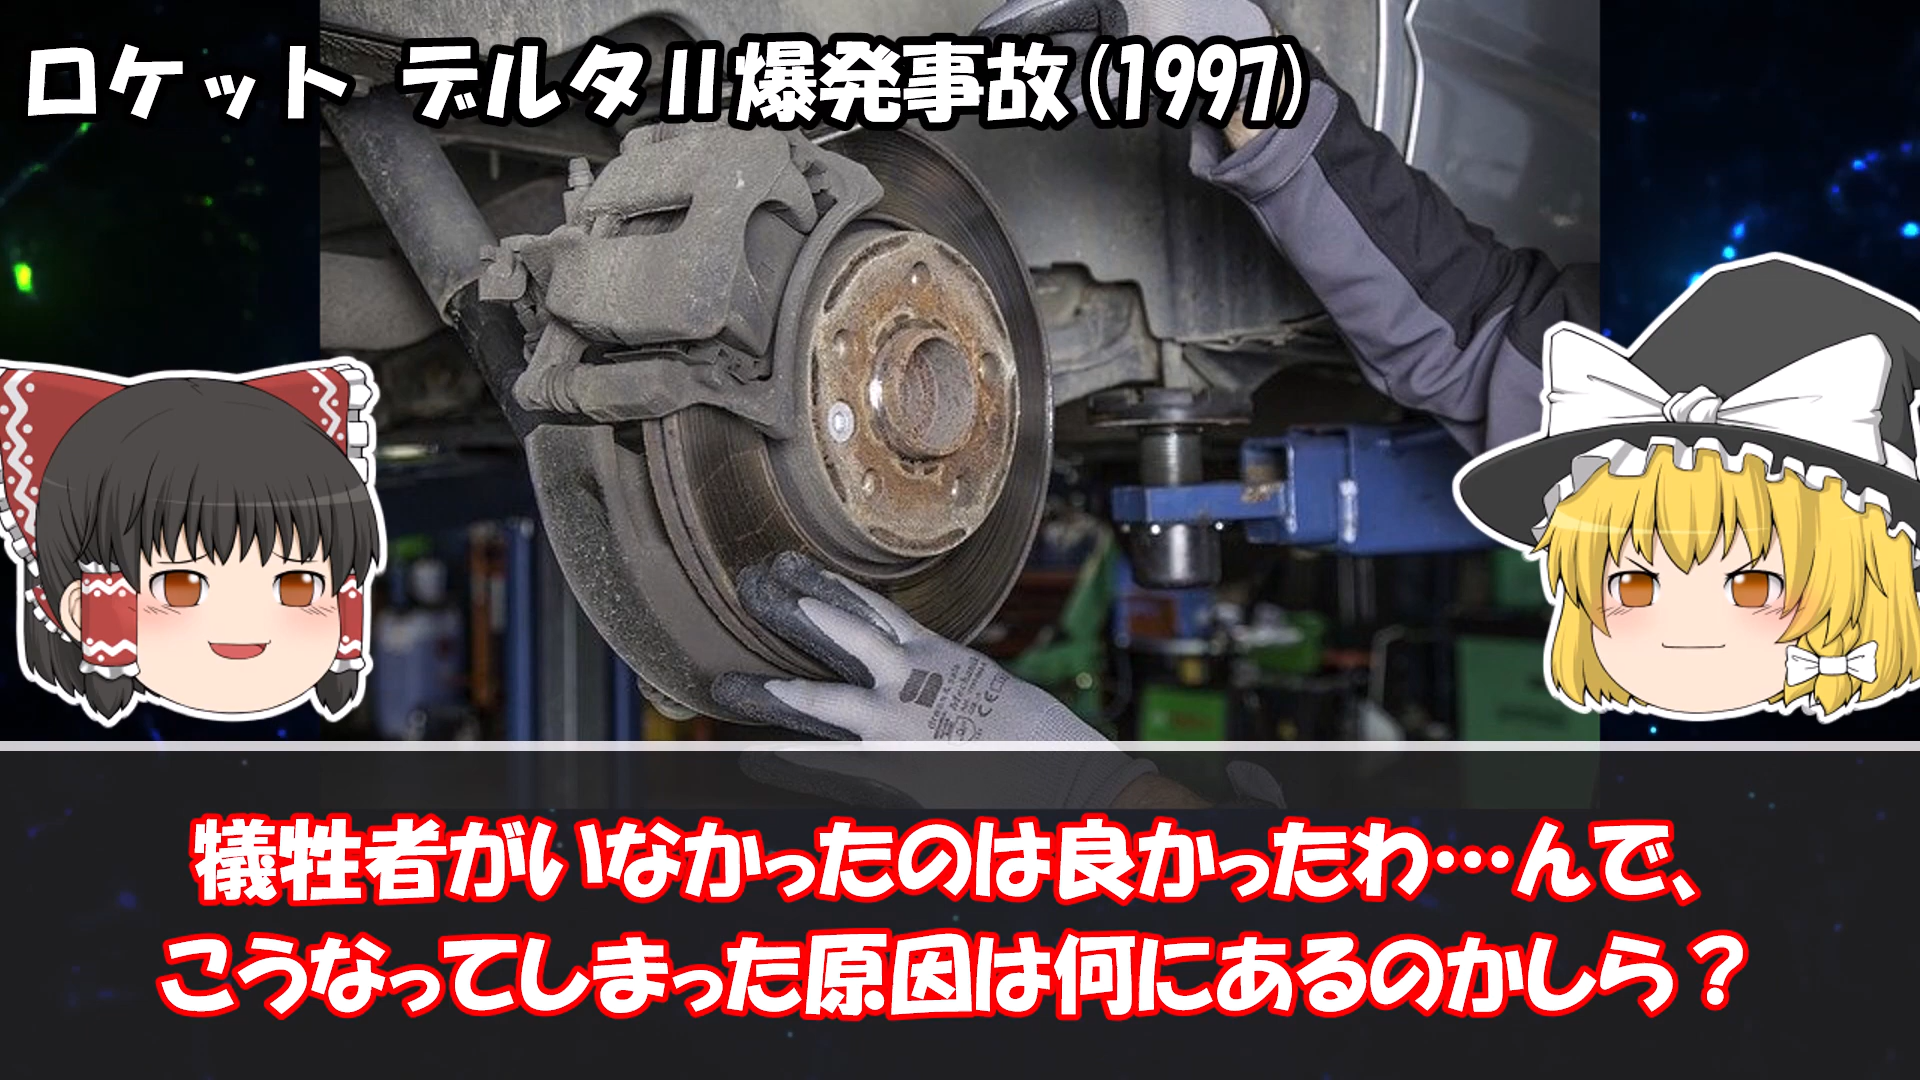 ロケット デルタⅡ爆発事故(1997)
犠牲者がいなかったのは良かったわ…んで、
こうなってしまった原因は何にあるのかしら？